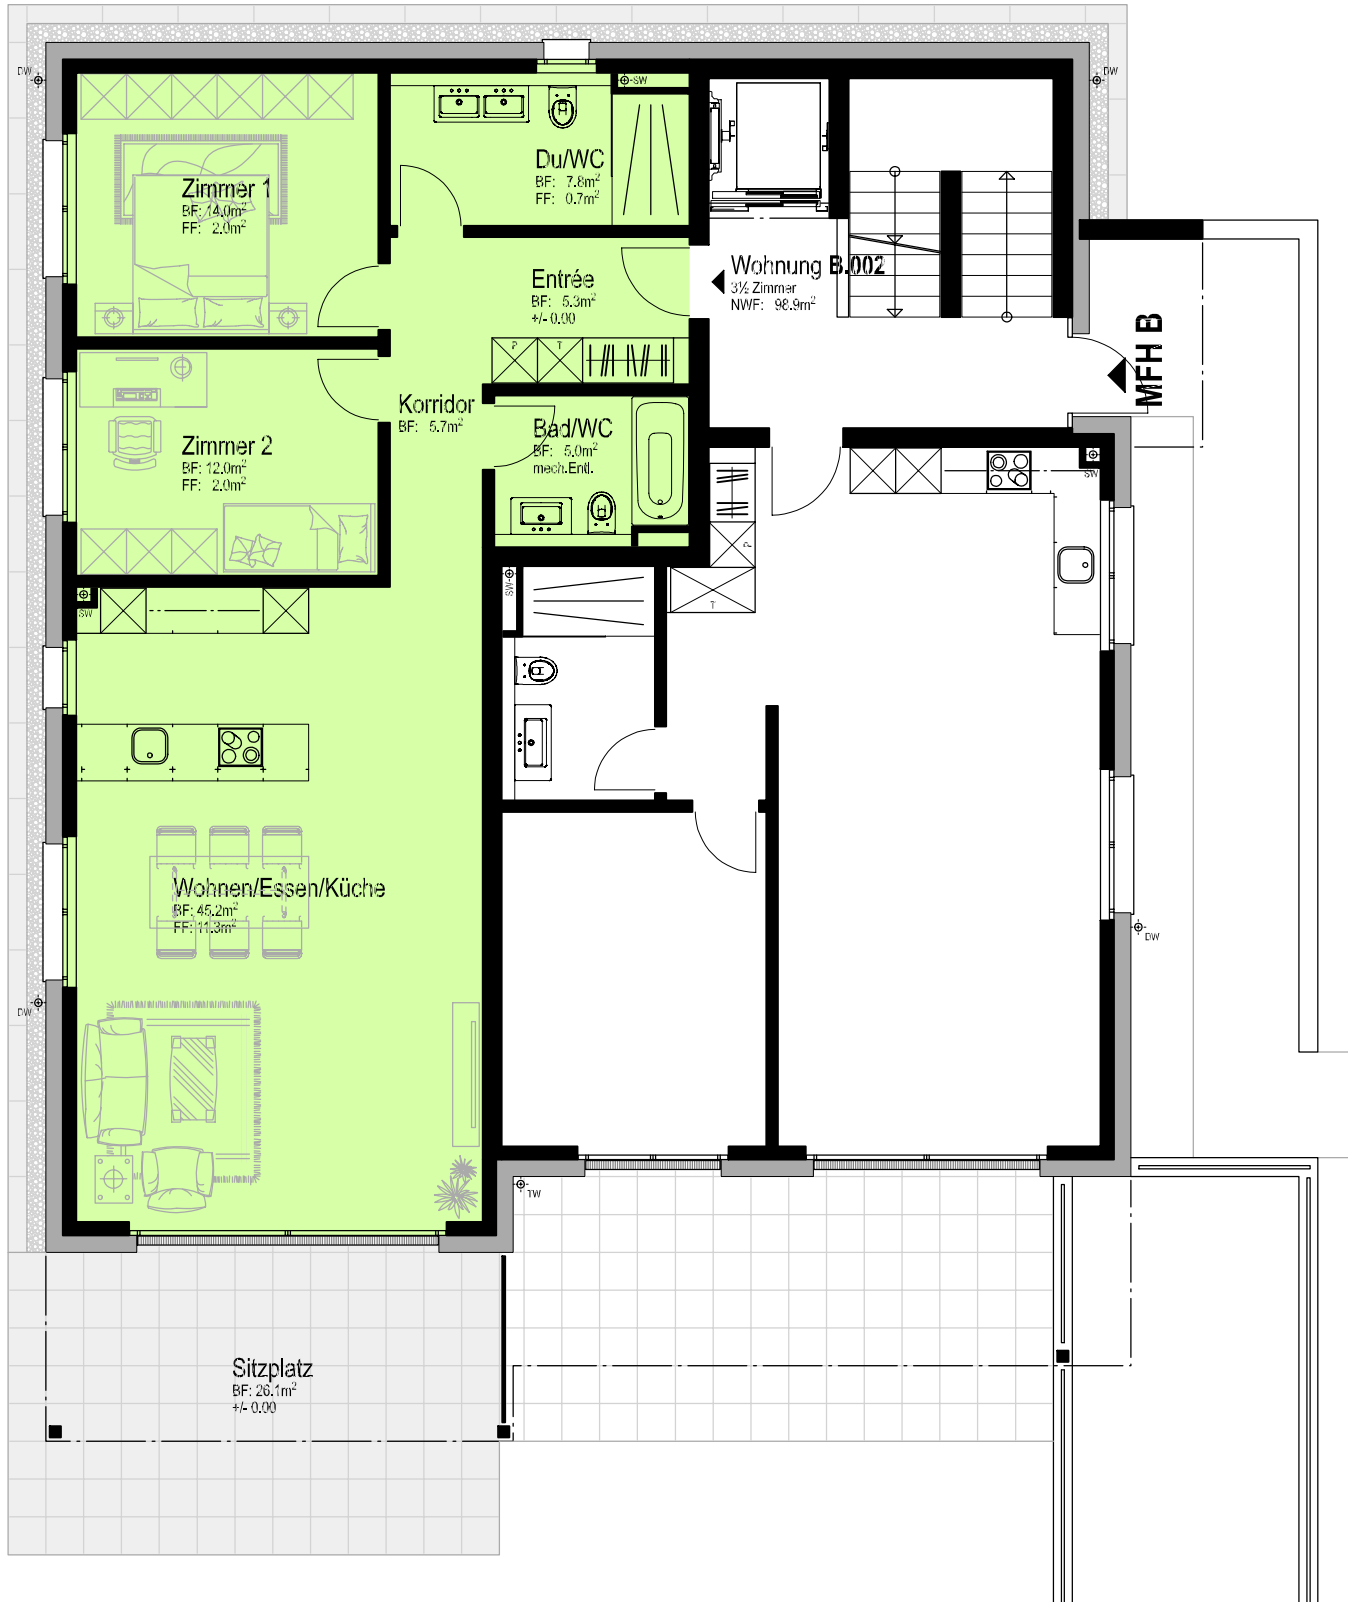 DW
SW
DW
Du/WC
BF: 7.8m²
FF: 0.7m²
Zimmer 1
BF: 14.0m²
FF: 2.0m²
Entrée
BF: 5.3m²
+/- 0.00
Wohnung B.002
3½ Zimmer
NWF: 98.9m²
MFH B
P
T
Korridor
BF: 5.7m²
Bad/WC
BF: 5.0m²
mech.Entl.
Zimmer 2
BF: 12.0m²
FF: 2.0m²
SW
P
SW
T
SW
Wohnen/Essen/Küche
BF: 45.2m²
FF: 11.3m²
DW
DW
TW
Sitzplatz
BF: 26.1m²
+/- 0.00